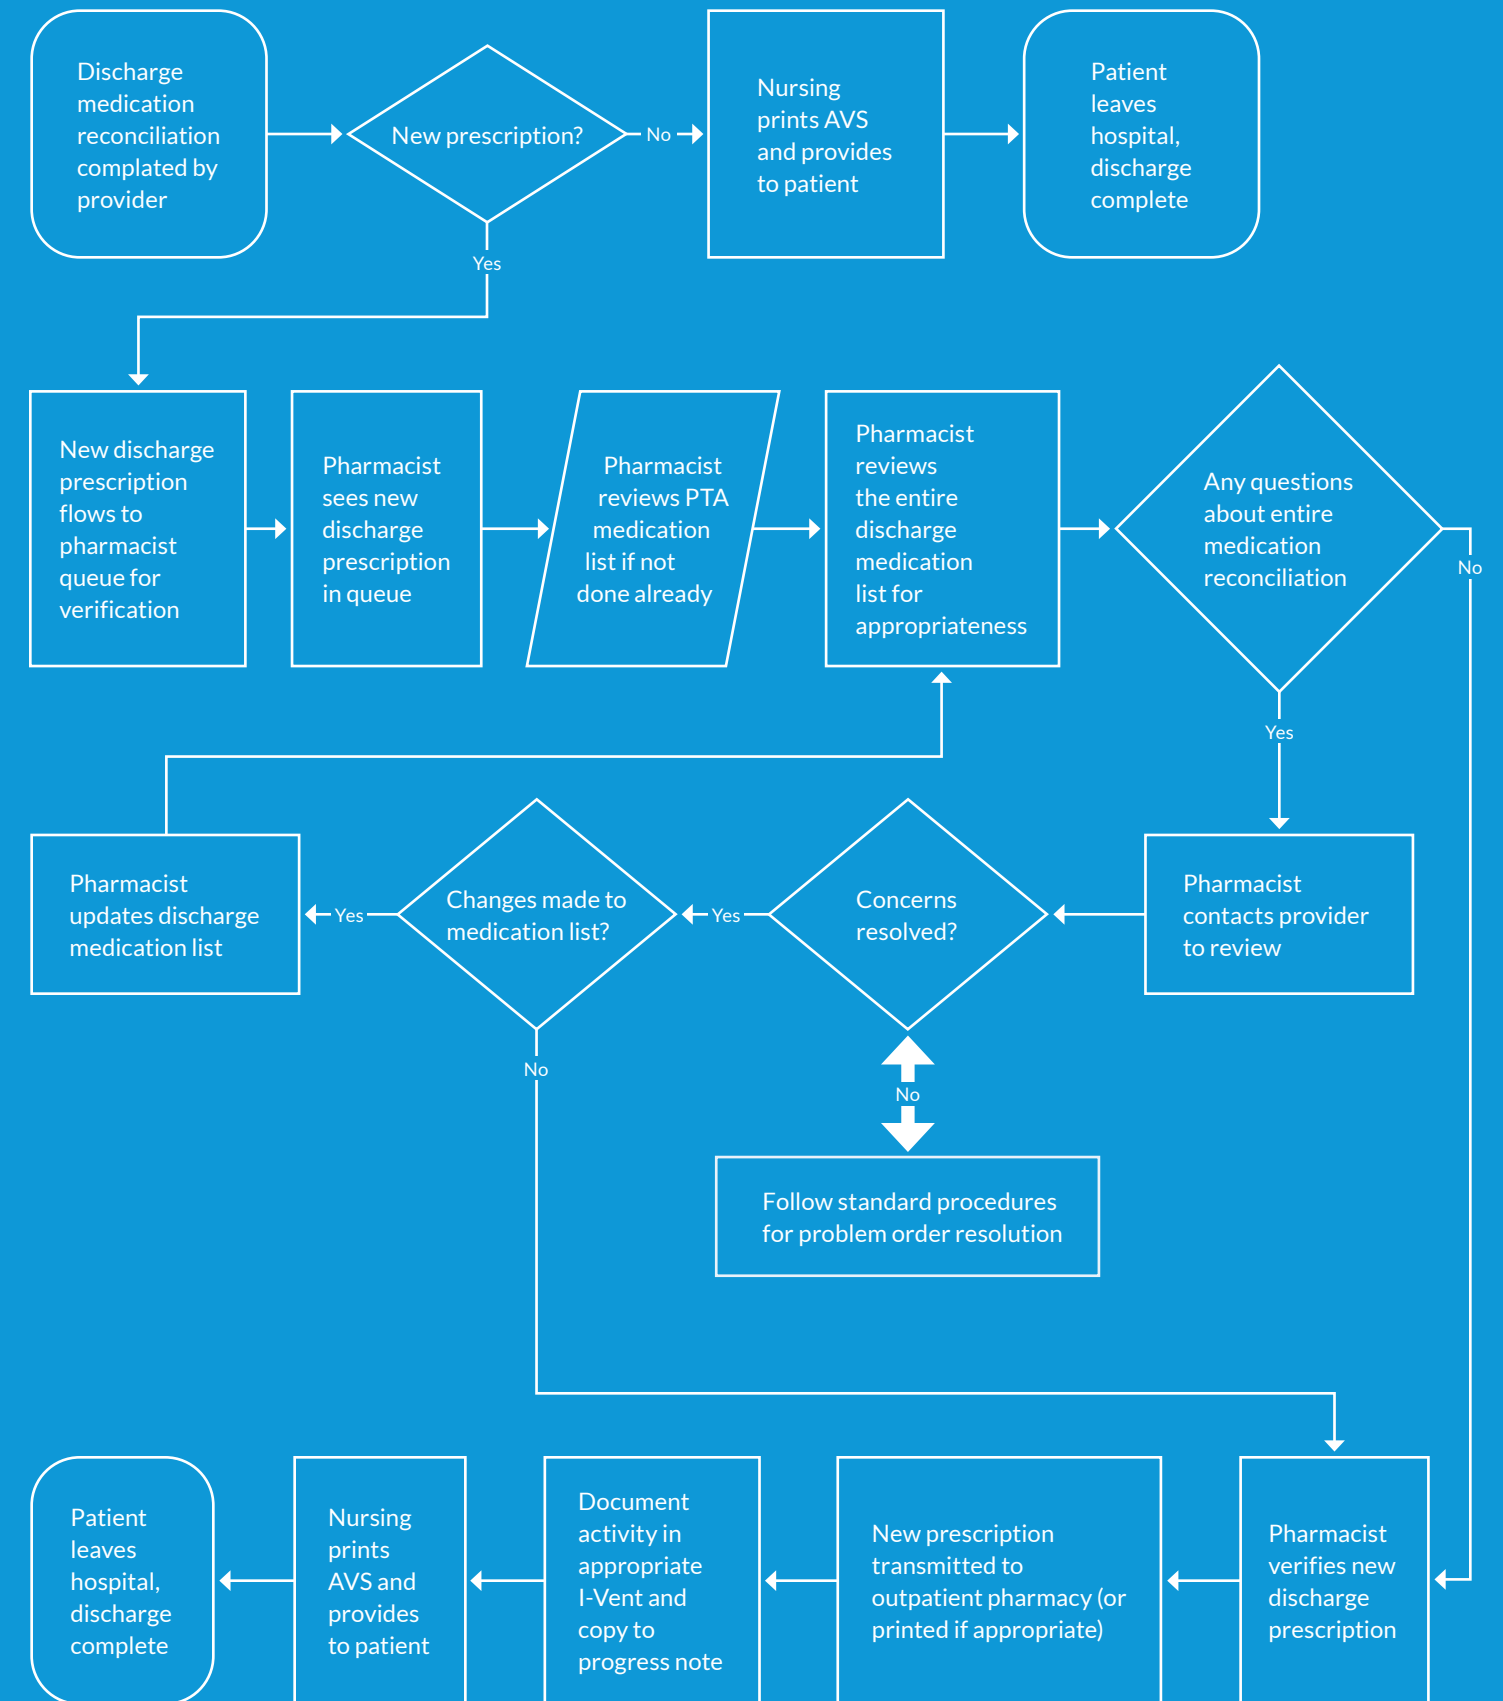 Discharge
medication
reconciliation
complated by
provider
New prescription?
No
Nursing
prints AVS
and provides
to patient
Patient
leaves
hospital,
discharge
complete
Yes
New discharge
prescription
flows to
pharmacist
queue for
verification
Pharmacist
sees new
discharge
prescription
in queue
Pharmacist
reviews PTA
medication
list if not
done already
Pharmacist
reviews
the entire
discharge
medication
list for
appropriateness
Any questions
about entire
medication
reconciliation
No
Yes
Pharmacist
contacts provider
to review
Concerns
resolved?
Yes
Changes made to
medication list?
Yes
Pharmacist
updates discharge
medication list
No
No
Follow standard procedures
for problem order resolution
Pharmacist
verifies new
discharge
prescription
New prescription
transmitted to
outpatient pharmacy (or
printed if appropriate)
Document
activity in
appropriate
I-Vent and
copy to
progress note
Nursing
prints
AVS and
provides
to patient
Patient
leaves
hospital,
discharge
complete